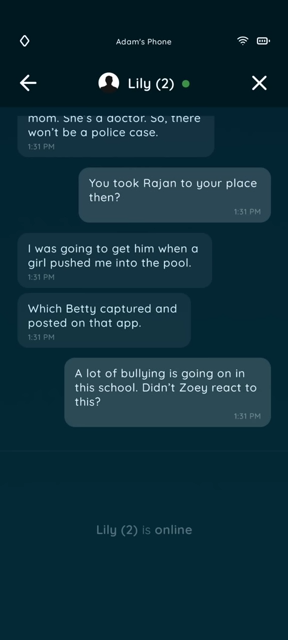 Adam's Phone
Lily (2)
mom. She's a doctor. So, there
won't be a police case.
1:31 PM
You took Rajan to your place
then?
1:31 PM
I was going to get him when a
girl pushed me into the pool.
1:31 PM
Which Betty captured and
posted on that app.
1:31 PM
A lot of bullying is going on in
this school. Didn't Zoey react to
this?
1:31 PM
Lily (2) is online